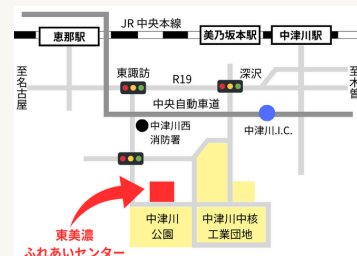 JR 中央本線
恵那駅
美乃坂本駅
中津川駅
至名古屋
東諏訪
R19
深沢
至木曽
中央自動車道
中津川西
消防署
中津川I.C.
中津川
公園
中津川中核
工業団地
東美濃
ふれあいセンター